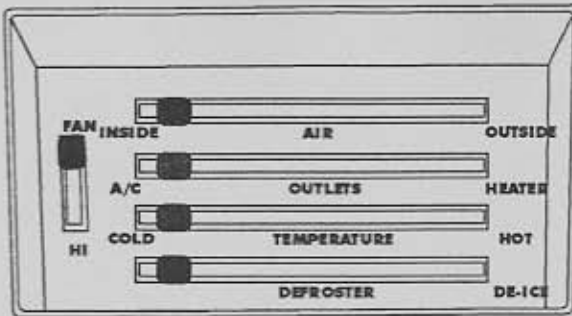 FAN INSIDE AIR OUTSIDE
A/C OUTLETS HEATER
COLD TEMPERATURE HOT
HI
DEFROSTER DE-ICE